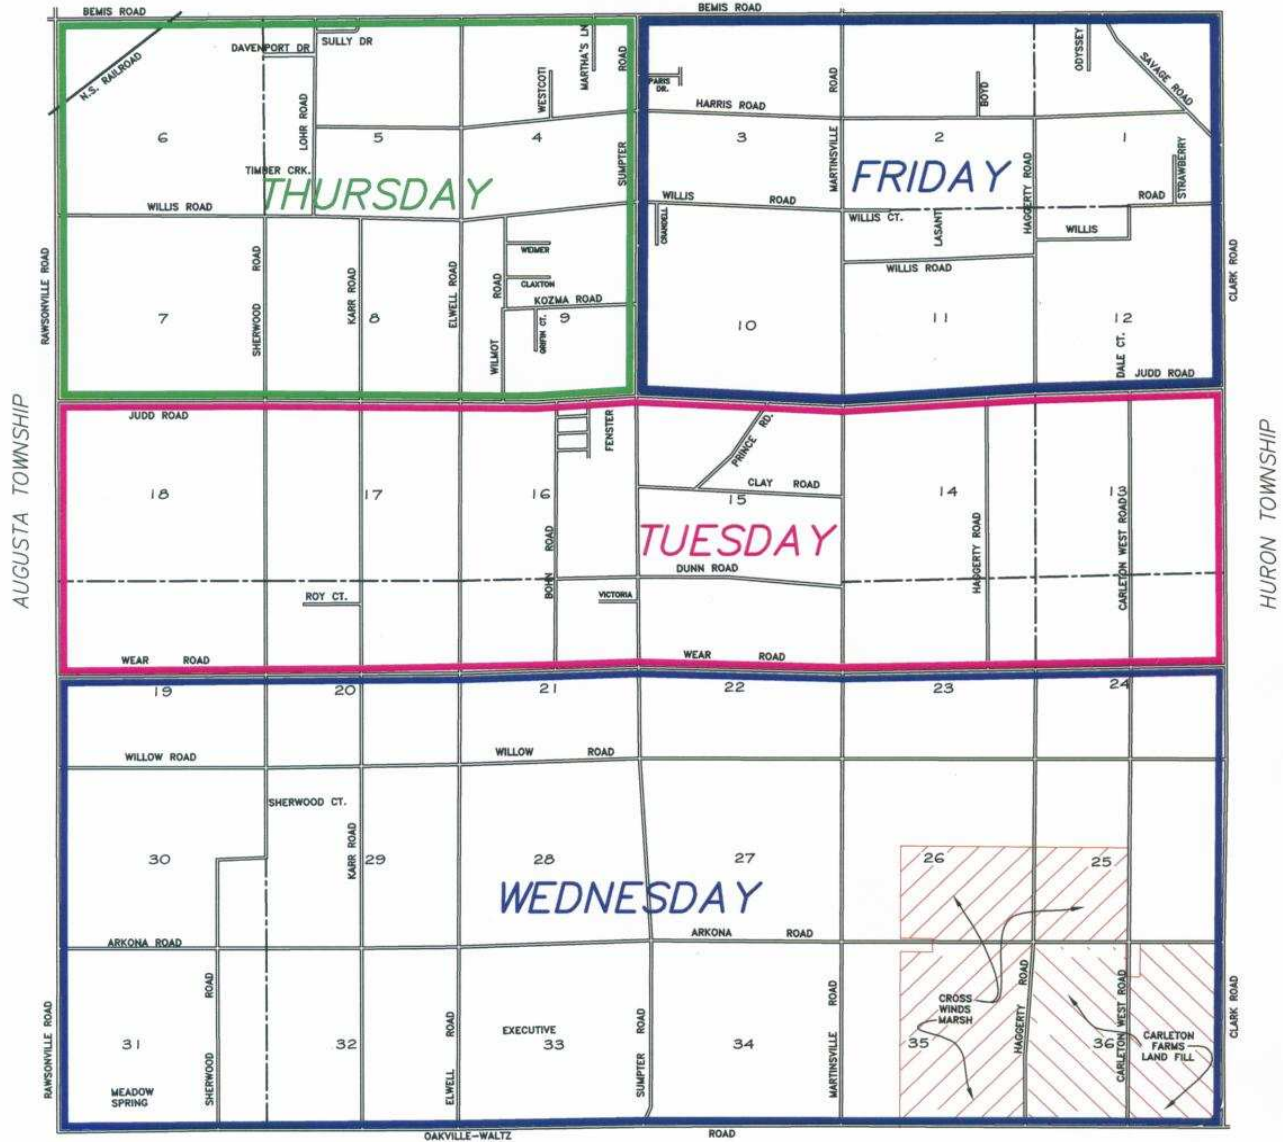 BEMIS ROAD
BEMIS ROAD
N.S. RAILROAD
DAVENPORT DR
SULLY DR
LOHR ROAD
WESTCOTT
MARTHA'S LN
ROAD
SUMPTER
PARIS
DR.
HARRIS ROAD
ROAD
MARTINSVILLE
BOYD
ODYSSEY
SAVAGE ROAD
STRAWBERRY
6
5
4
3
2
1
TIMBER CRK.
THURSDAY
FRIDAY
HAGGERTY ROAD
WILLIS ROAD
WILLIS
ROAD
WILLIS CT.
LASANT
ROAD
WILLIS
CRANDELL
WILLIS ROAD
RAWSONVILLE ROAD
SHERWOOD
ROAD
KARR ROAD
ELWELL ROAD
WILMOT
ROAD
WIDMER
CLAXTON
KOZMA ROAD
GRIFIN CT.
CLARK ROAD
7
8
9
10
11
12
DALE CT.
JUDD ROAD
JUDD ROAD
AUGUSTA TOWNSHIP
HURON TOWNSHIP
FENSTER
PRINCE RD.
CLAY ROAD
18
17
16
15
14
13
TUESDAY
BOHN
ROAD
DUNN ROAD
HAGGERTY ROAD
CARLETON WEST ROAD
ROY CT.
VICTORIA
WEAR ROAD
WEAR ROAD
19
20
21
22
23
24
WILLOW ROAD
WILLOW ROAD
SHERWOOD CT.
KARR ROAD
30
29
28
27
26
25
WEDNESDAY
ARKONA ROAD
ARKONA ROAD
RAWSONVILLE ROAD
SHERWOOD
ROAD
ELWELL
ROAD
EXECUTIVE
SUMPTER
ROAD
MARTINSVILLE
ROAD
CROSS
WINDS
MARSH
HAGGERTY ROAD
CARLETON WEST ROAD
CARLETON
FARMS
LAND FILL
CLARK ROAD
31
32
33
34
35
36
MEADOW
SPRING
OAKVILLE-WALTZ ROAD